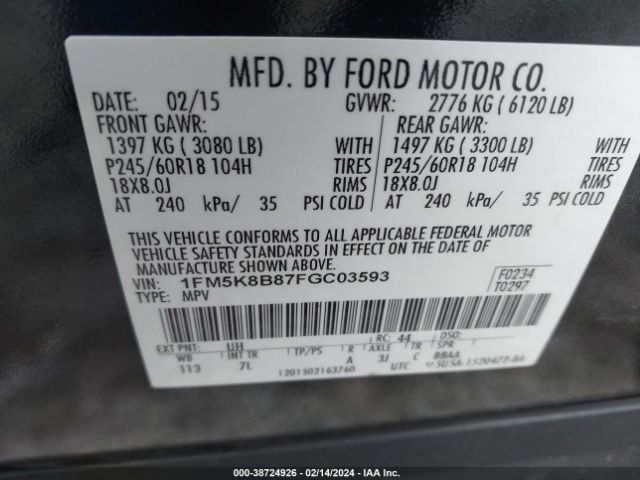 MFD. BY FORD MOTOR CO.
DATE: 02/15 GVWR: 2776 KG ( 6120 LB)
FRONT GAWR: REAR GAWR:
1397 KG ( 3080 LB) WITH 1497 KG ( 3300 LB) WITH
P245/60R18 104H TIRES P245/60R18 104H TIRES
18X8.0J RIMS 18X8.0J RIMS
AT 240 kPa/ 35 PSI COLD AT 240 kPa/ 35 PSI COLD
THIS VEHICLE CONFORMS TO ALL APPLICABLE FEDERAL MOTOR
VEHICLE SAFETY STANDARDS IN EFFECT ON THE DATE OF
MANUFACTURE SHOWN ABOVE.
VIN: 1FM5K8B87FGC03593 F0234
TYPE: MPV T0297
EXT PNT: UH RC: 44 DSO:
WB INT TR TP/PS R AXLE TR SPR
113 7L A 3J C BBAA
1201502163760 UTC
COPART: 38724926 - 02/14/2024 - IAA Inc.